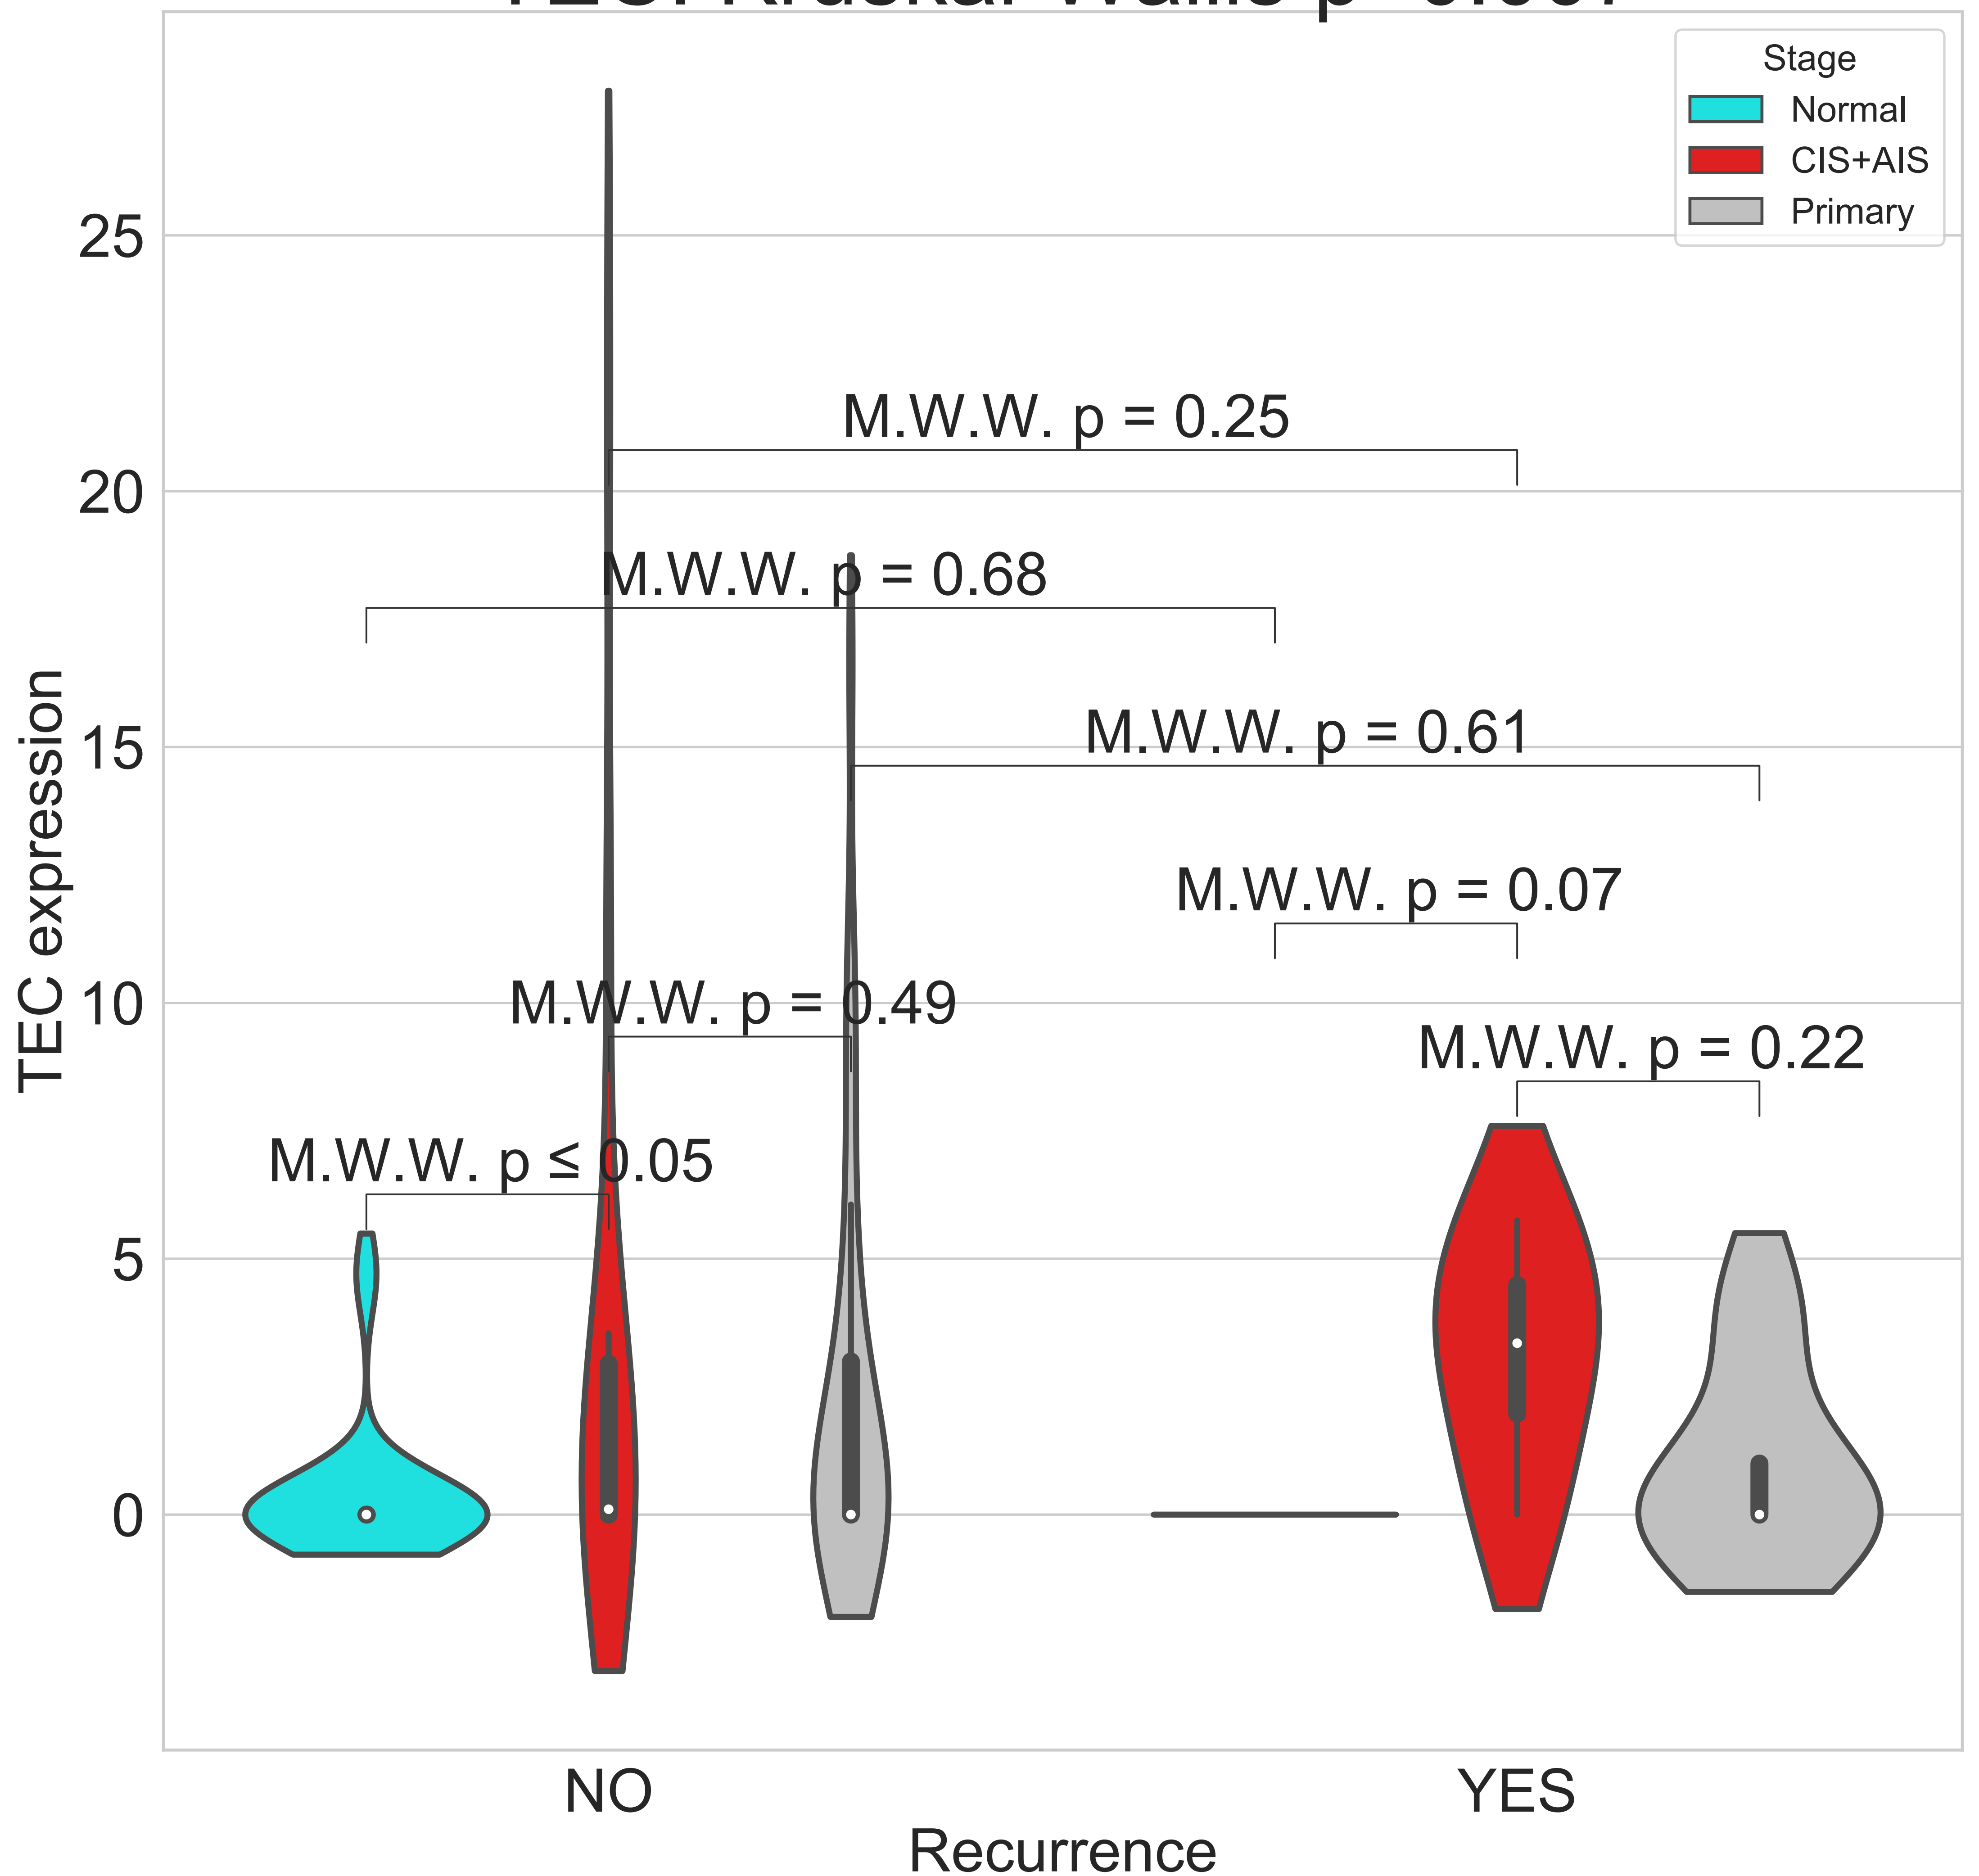 Stage
Normal
CIS+AIS
Primary
25
20
15
10
5
0
TEC expression
M.W.W. p = 0.25
M.W.W. p = 0.68
M.W.W. p = 0.61
M.W.W. p = 0.07
M.W.W. p = 0.49
M.W.W. p = 0.22
M.W.W. p ≤ 0.05
NO
YES
Recurrence